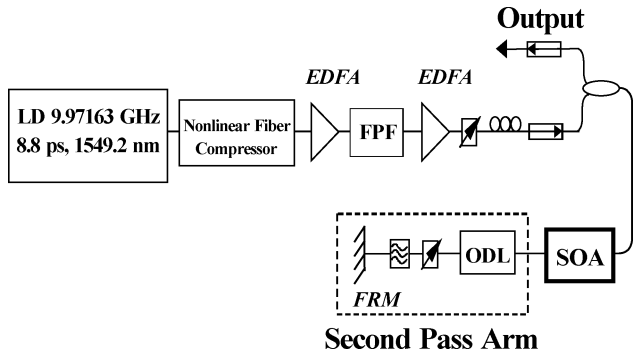 Output
EDFA
EDFA
LD 9.97163 GHz
8.8 ps, 1549.2 nm
Nonlinear Fiber
Compressor
FPF
ODL
SOA
FRM
Second Pass Arm